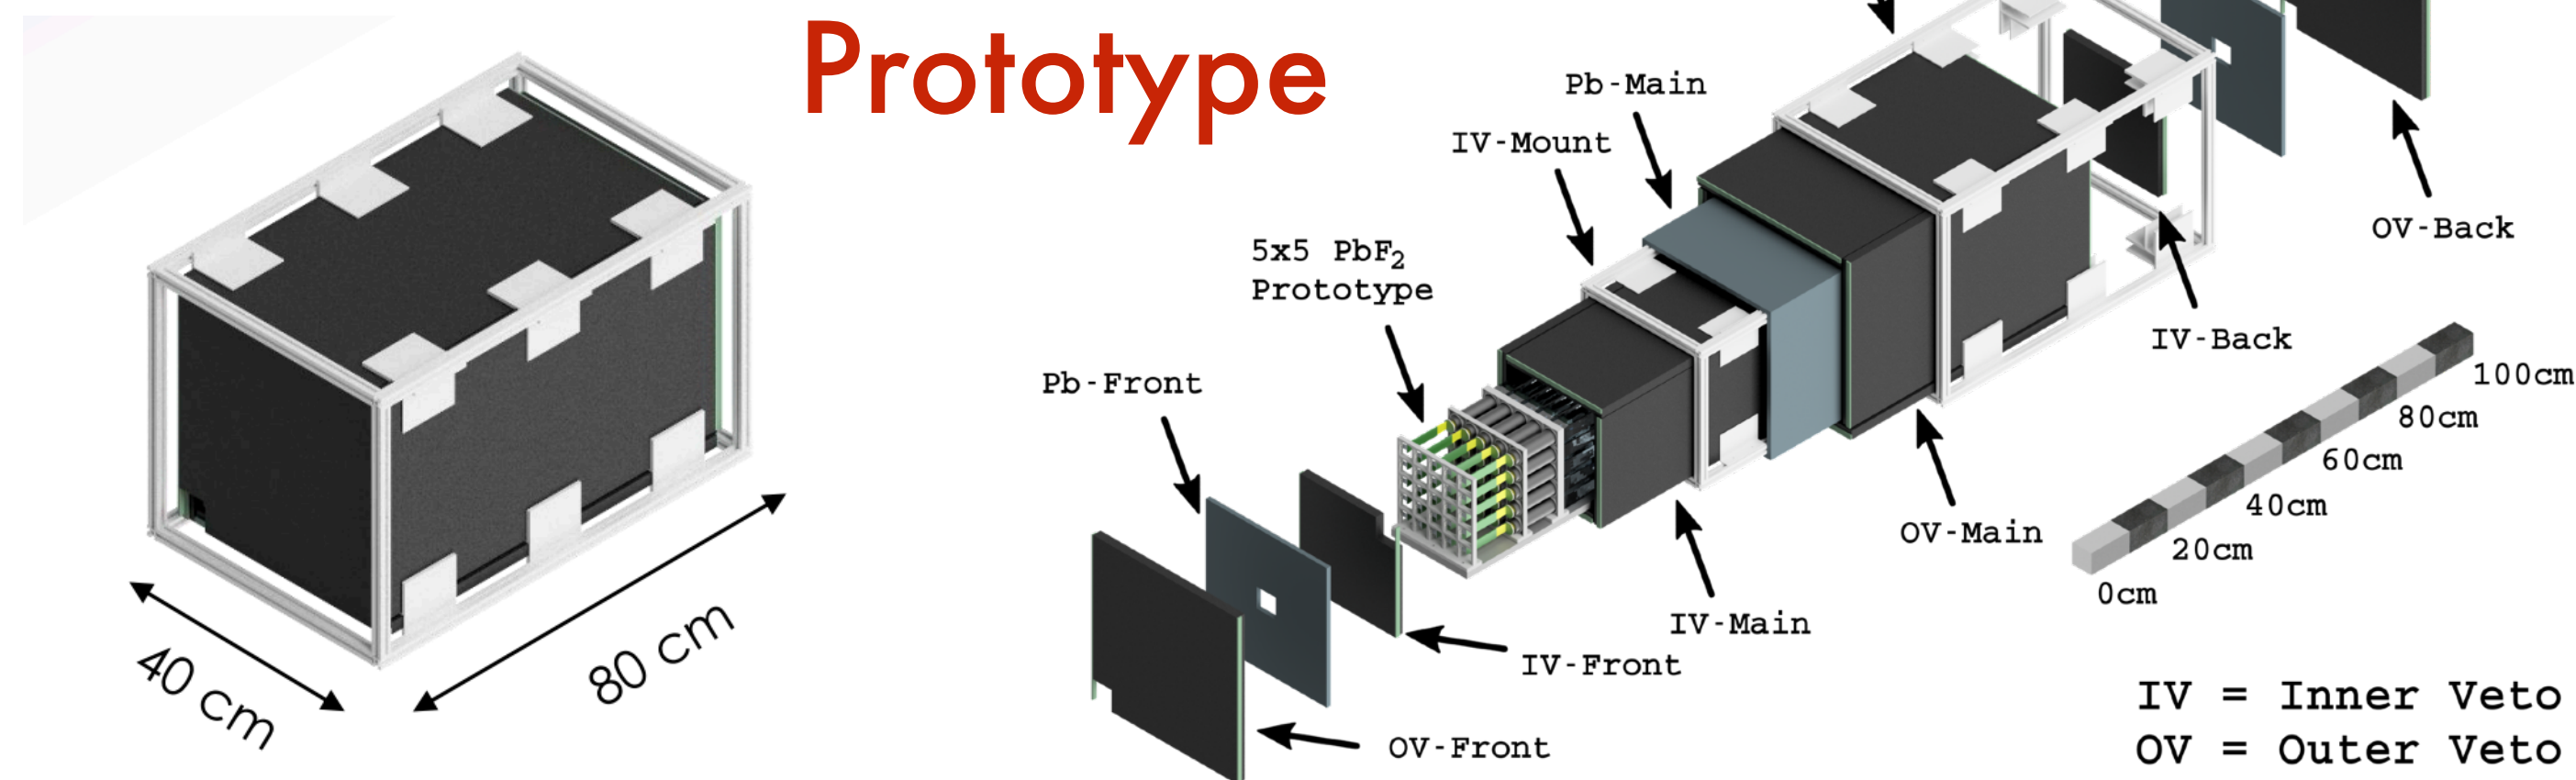 Prototype
40 cm
80 cm
Pb-Main
IV-Mount
5x5 PbF₂
Prototype
Pb-Front
OV-Back
IV-Back
OV-Main
IV-Main
IV-Front
OV-Front
0cm
20cm
40cm
60cm
80cm
100cm
IV = Inner Veto
OV = Outer Veto